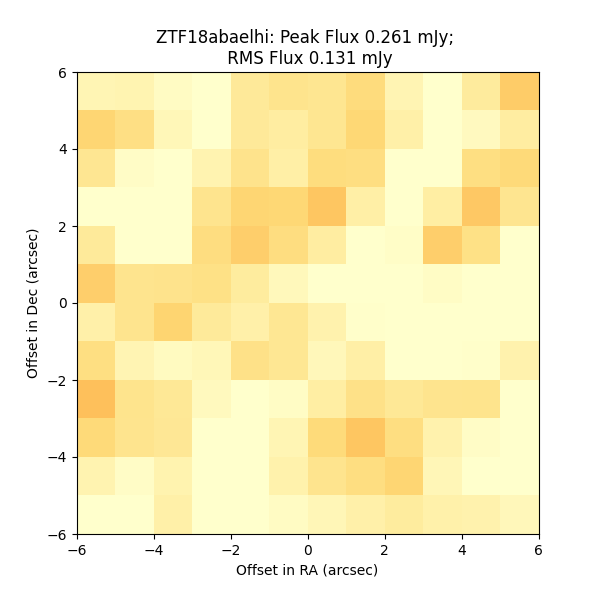 ZTF18abaelhi: Peak Flux 0.261 mJy;
RMS Flux 0.131 mJy
6
4
2
0
−2
−4
−6
Offset in Dec (arcsec)
−6 −4 −2 0 2 4 6
Offset in RA (arcsec)